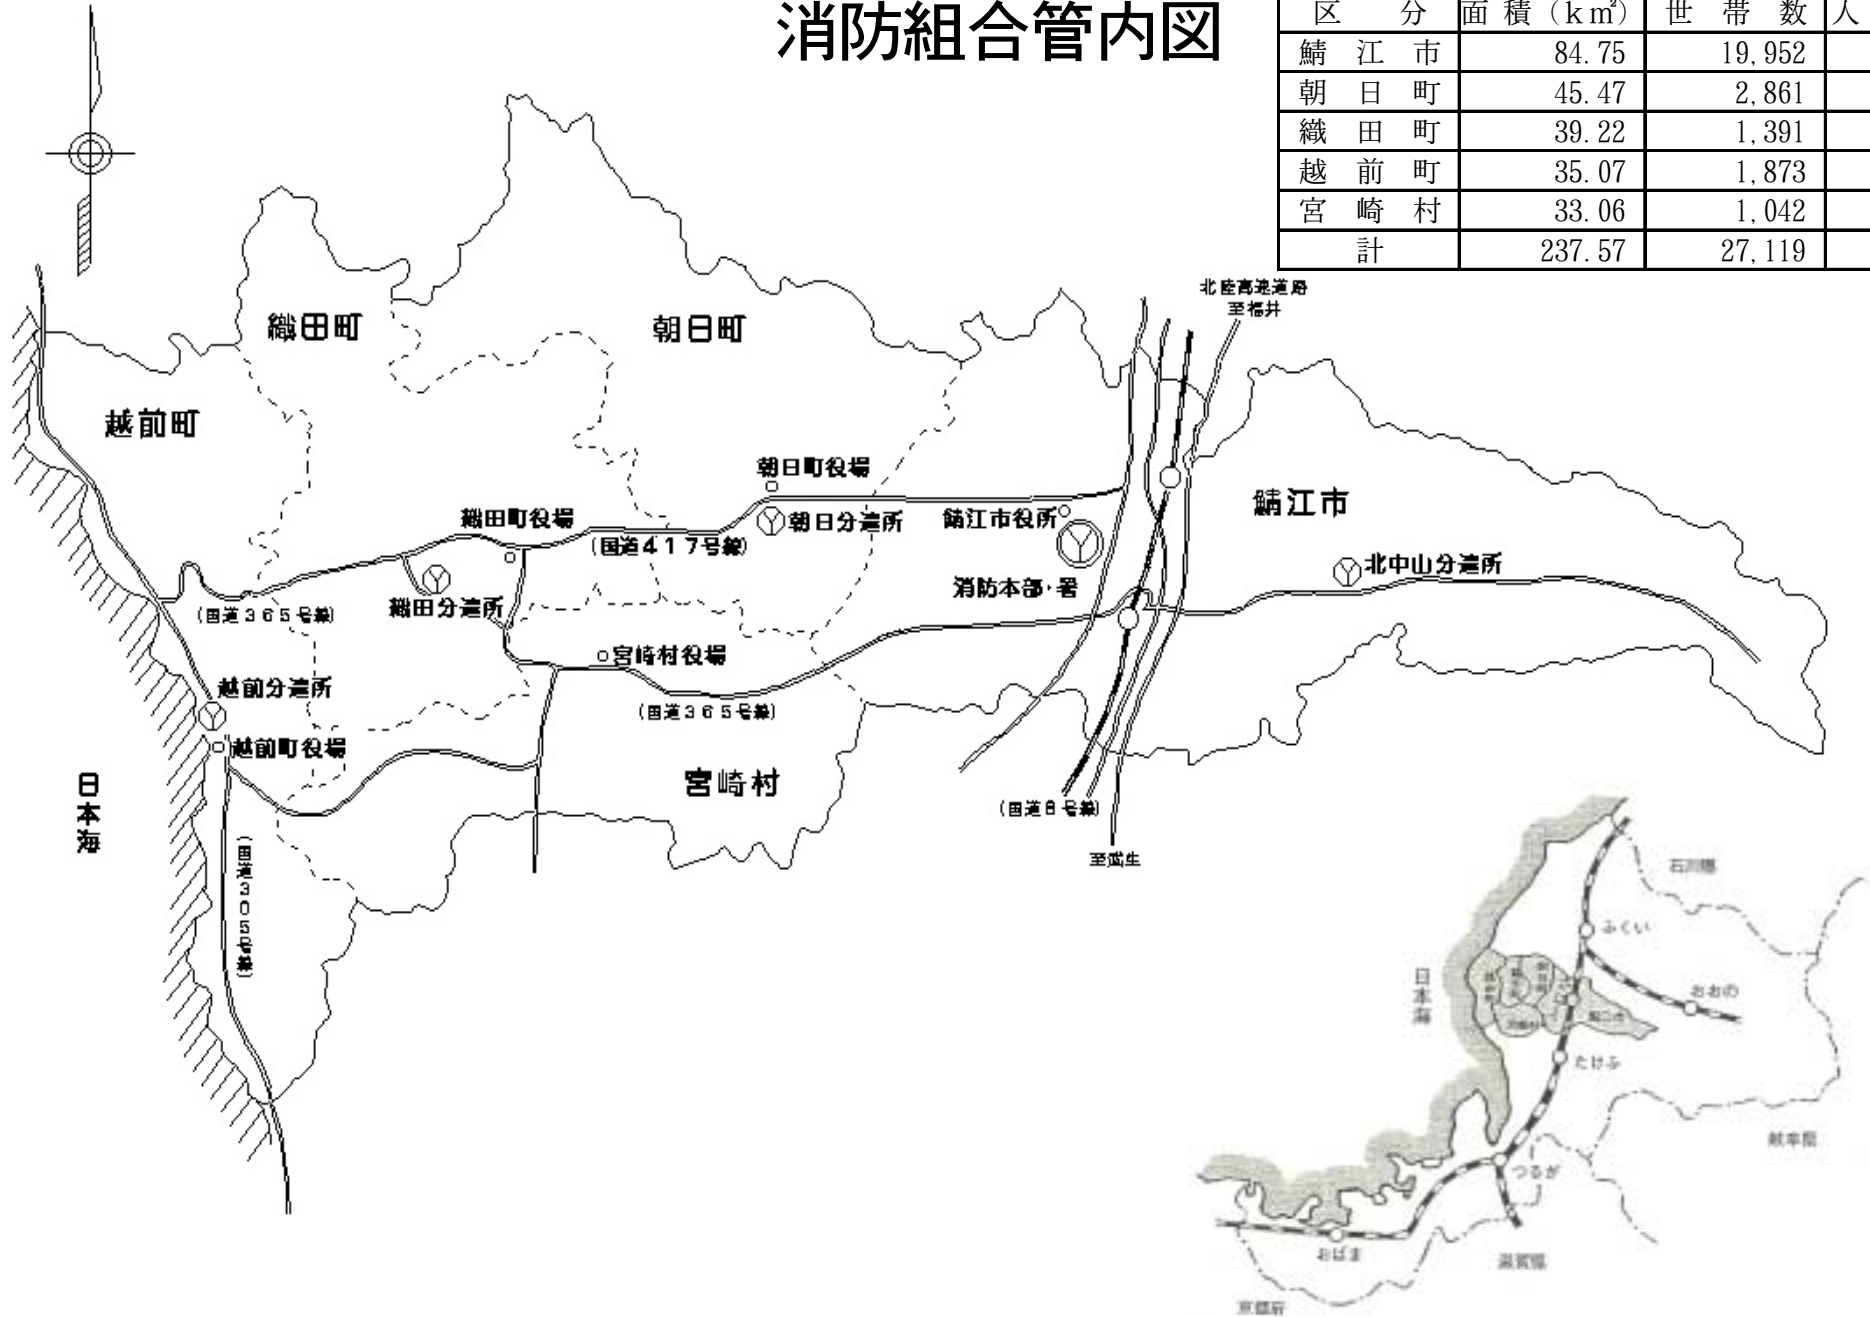 消防組合管内図
区 分 面積(km²) 世帯数 人
鯖江市 84.75 19,952
朝日町 45.47 2,861
織田町 39.22 1,391
越前町 35.07 1,873
宮崎村 33.06 1,042
計 237.57 27,119
北陸高速道路
至福井
織田町
朝日町
越前町
朝日町役場
鯖江市
織田町役場
朝日分遣所
鯖江市役所
(国道417号線)
北中山分遣所
織田分遣所
消防本部・署
(国道365号線)
宮崎村役場
越前分遣所
(国道365号線)
越前町役場
宮崎村
日本海
(国道8号線)
(国道305号線)
至武生
石川県
ふくい
日本海
おおの
たけふ
岐阜県
つるが
おばま
滋賀県
京都府